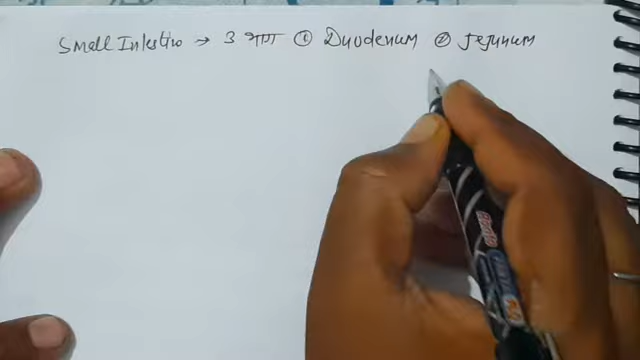 Small Intestine → 3 भाग ① Duodenum ② Jejunum